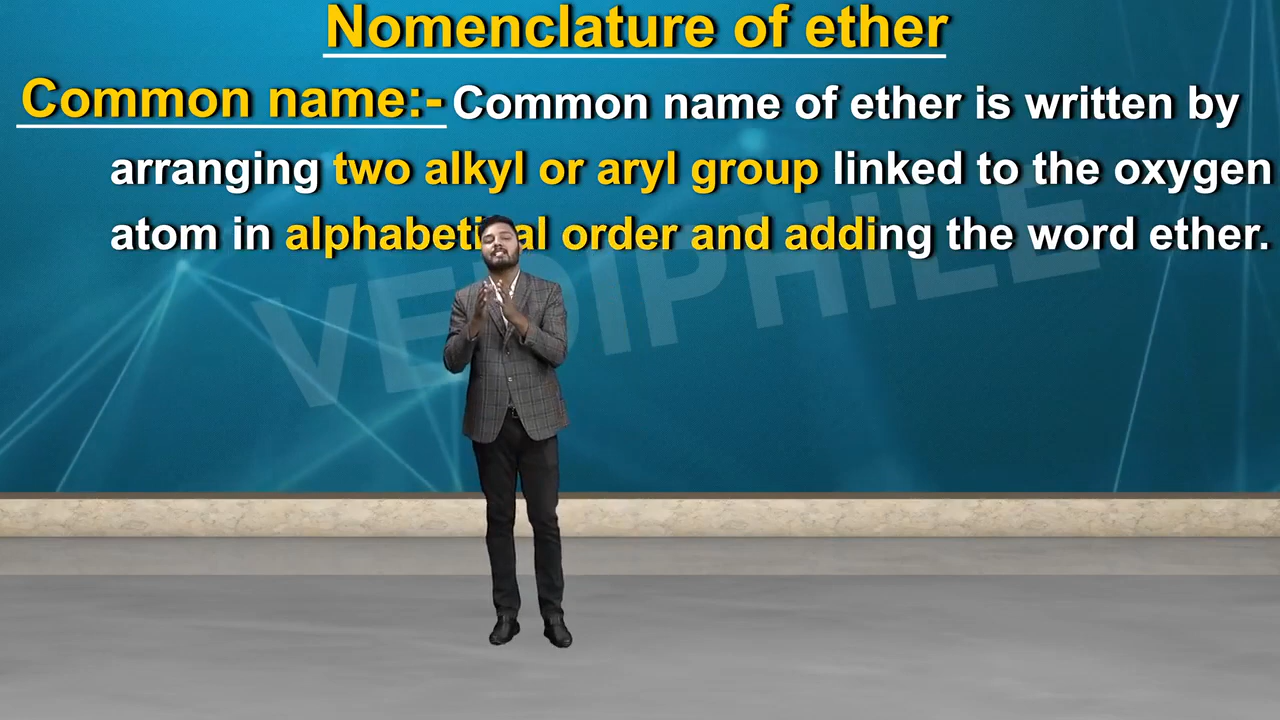 Nomenclature of ether
Common name:- Common name of ether is written by
arranging two alkyl or aryl group linked to the oxygen
atom in alphabetical order and adding the word ether.
VEDIPHILE